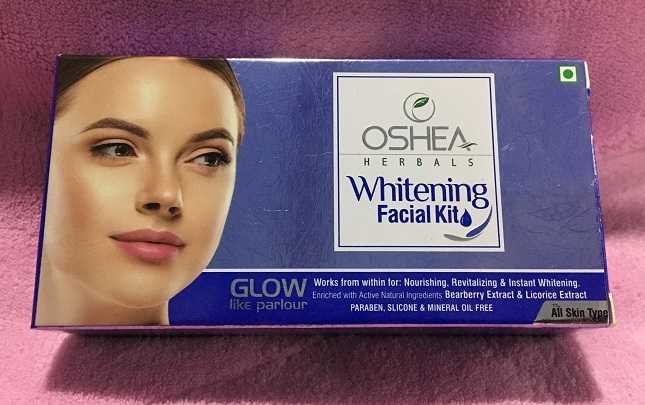 OSHEA
HERBALS
Whitening
Facial Kit
GLOW
like parlour
Works from within for: Nourishing, Revitalizing & Instant Whitening.
Enriched with Active Natural Ingredients Bearberry Extract & Licorice Extract
PARABEN, SLICONE & MINERAL OIL FREE
All Skin Type